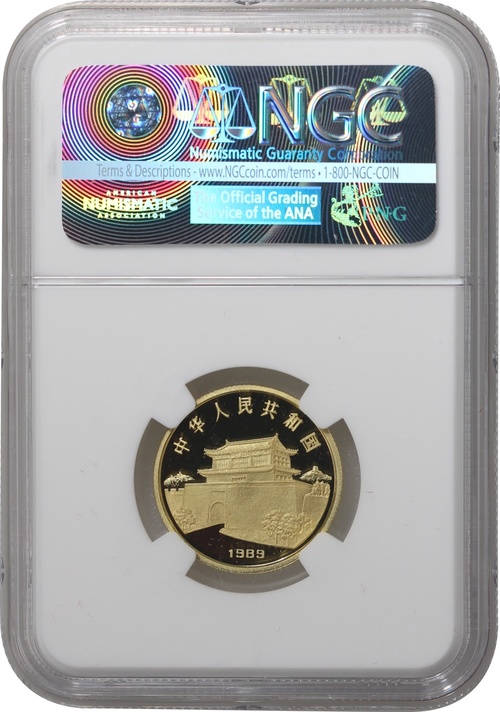 NGC
Numismatic Guaranty Corporation
Terms & Descriptions - www.NGCcoin.com/terms • 1-800-NGC-COIN
AMERICAN
NUMISMATIC
ASSOCIATION
The Official Grading
Service of the ANA
PNG
中华人民共和国
1989